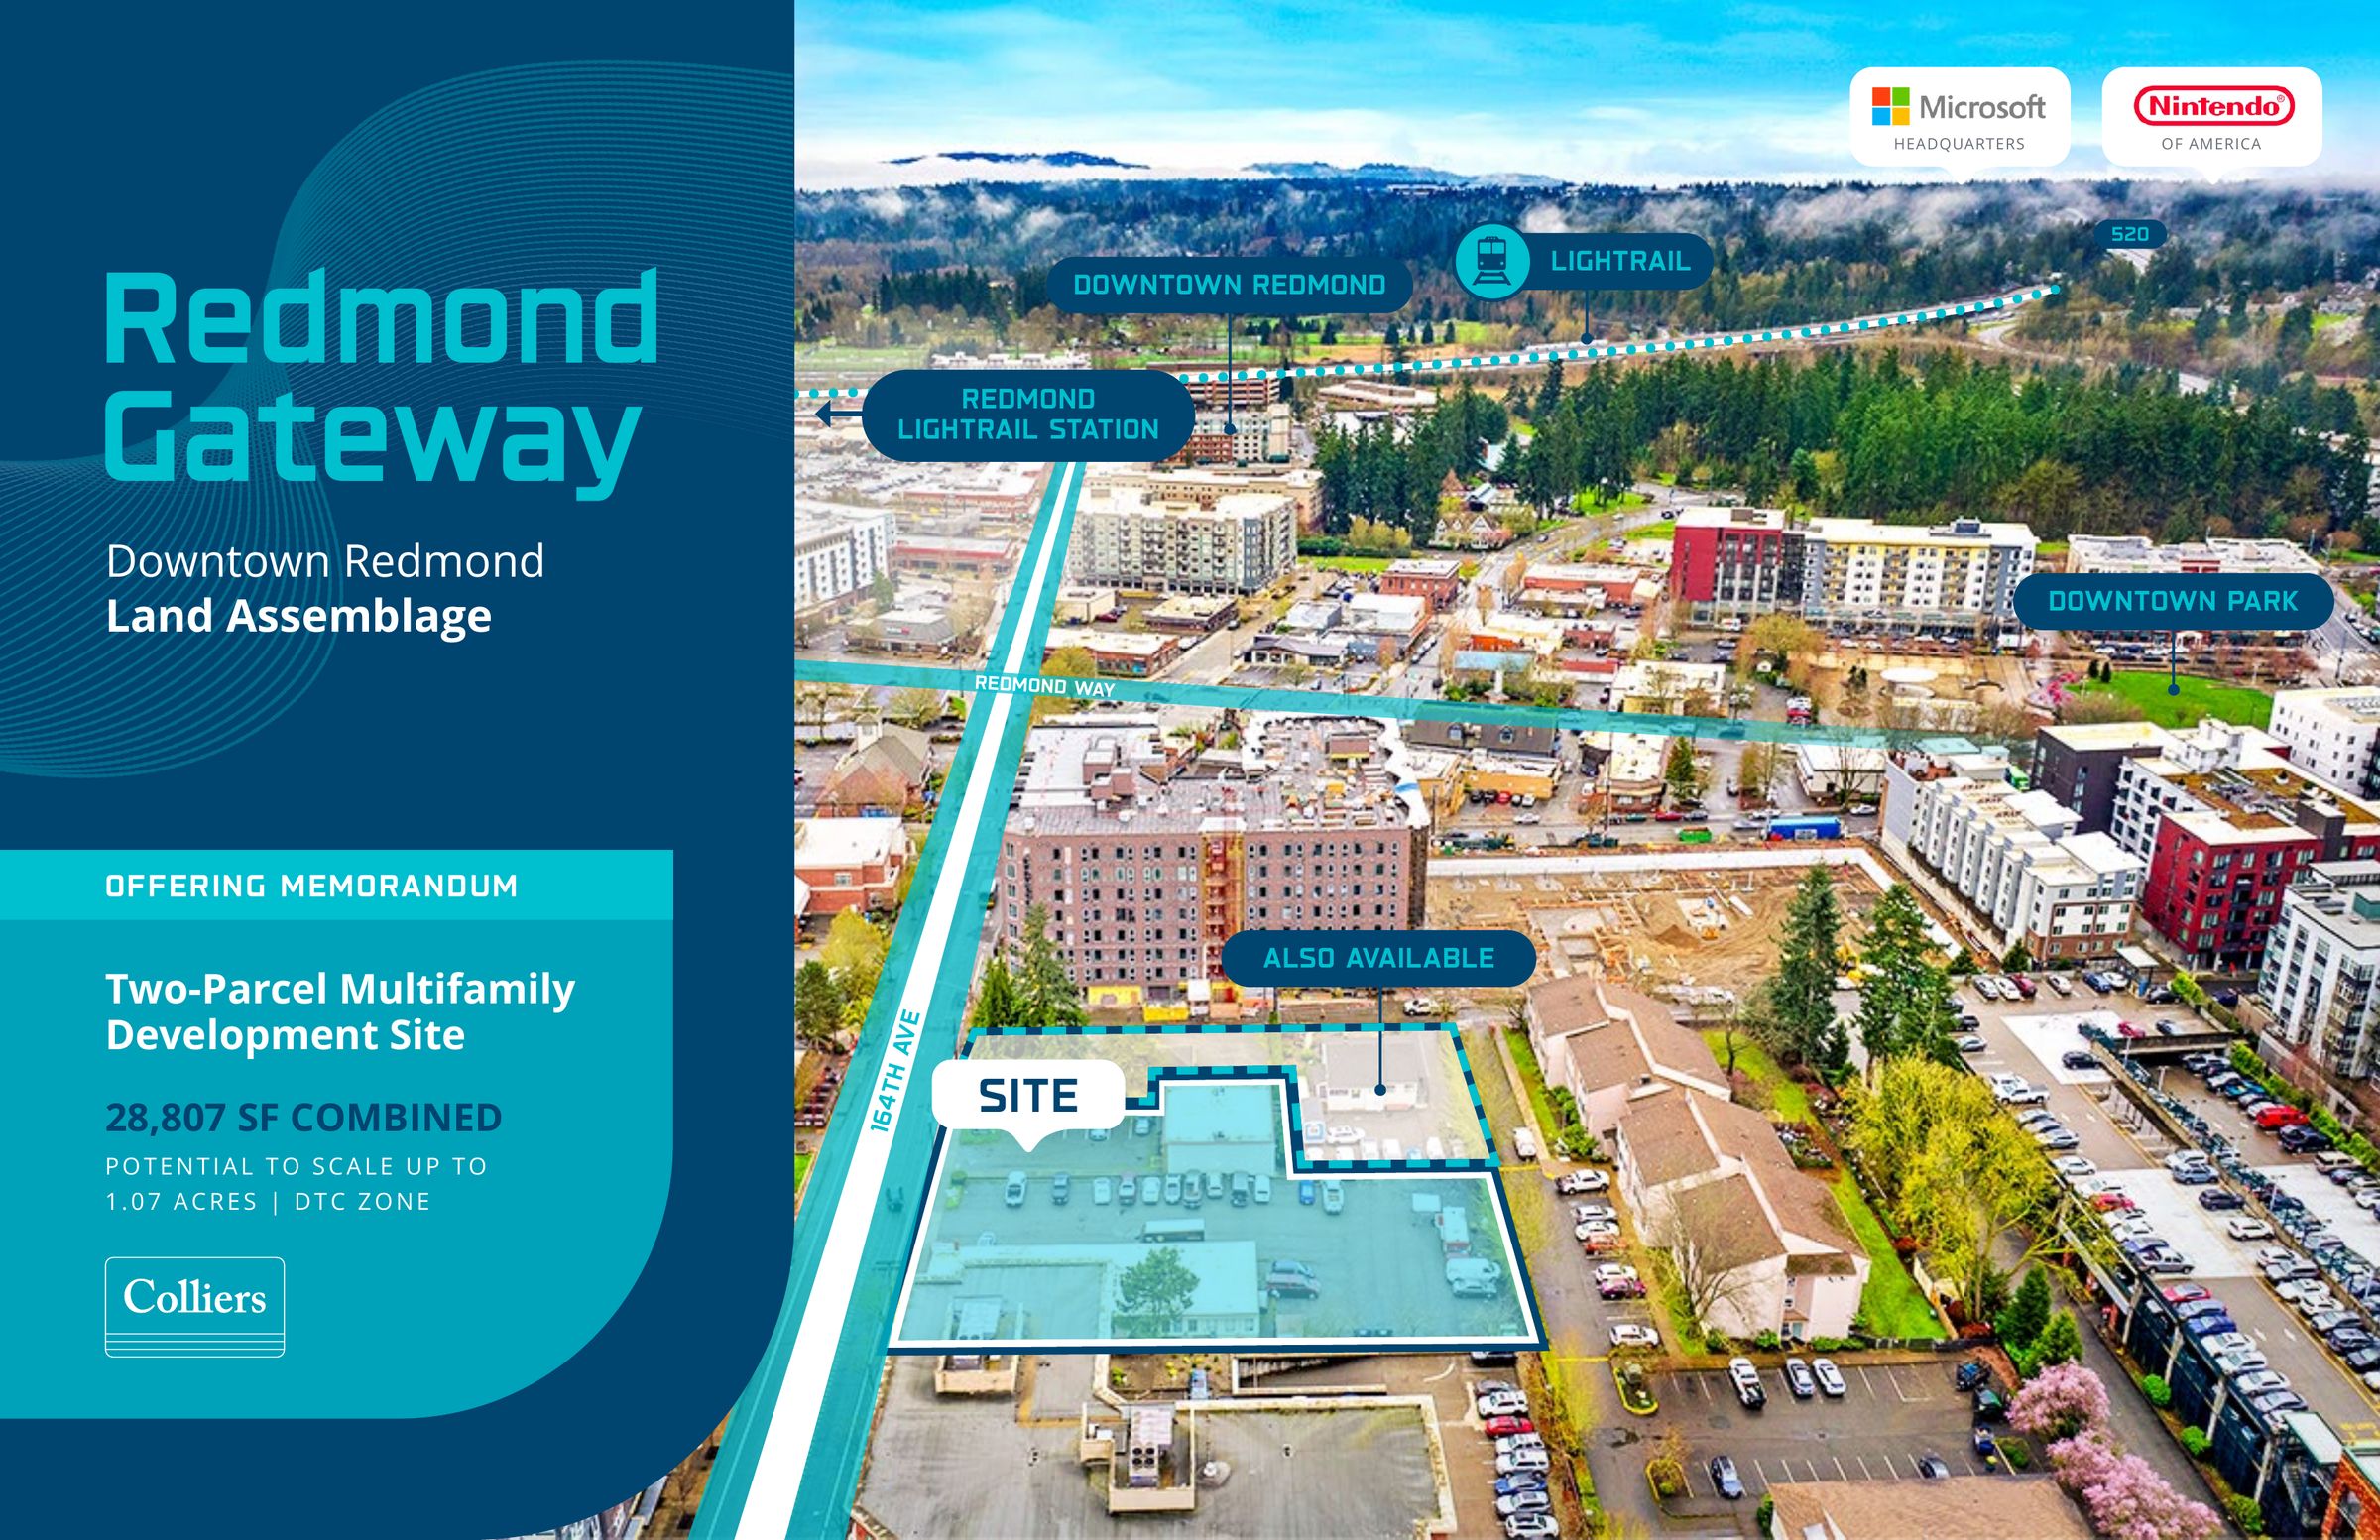 Redmond
Gateway
Downtown Redmond
Land Assemblage
OFFERING MEMORANDUM
Two-Parcel Multifamily
Development Site
28,807 SF COMBINED
POTENTIAL TO SCALE UP TO
1.07 ACRES | DTC ZONE
Colliers
Microsoft
HEADQUARTERS
Nintendo®
OF AMERICA
520
LIGHTRAIL
DOWNTOWN REDMOND
REDMOND
LIGHTRAIL STATION
DOWNTOWN PARK
REDMOND WAY
ALSO AVAILABLE
164TH AVE
SITE